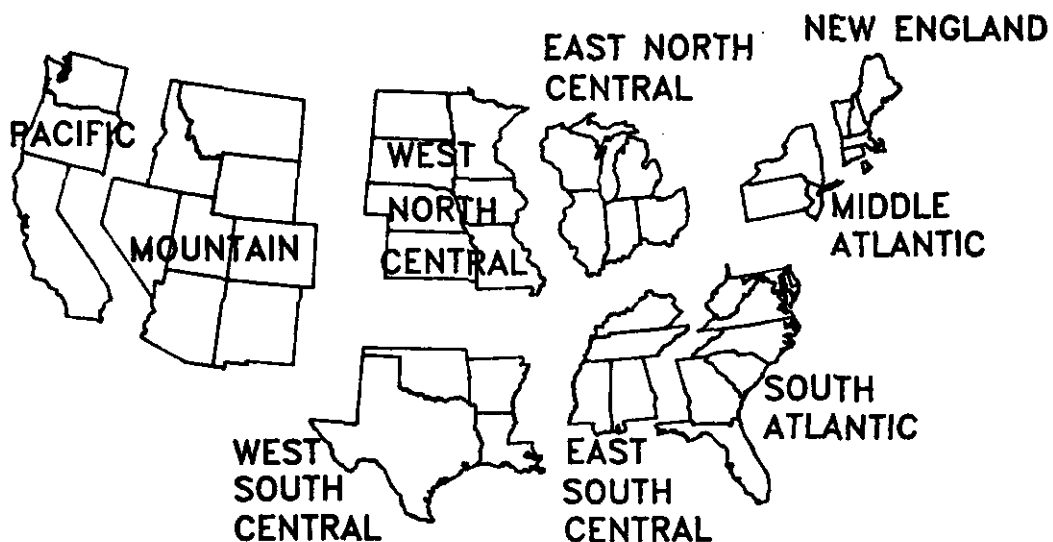 NEW ENGLAND
EAST NORTH
CENTRAL
PACIFIC
WEST
NORTH
CENTRAL
MOUNTAIN
MIDDLE
ATLANTIC
SOUTH
ATLANTIC
WEST
SOUTH
CENTRAL
EAST
SOUTH
CENTRAL